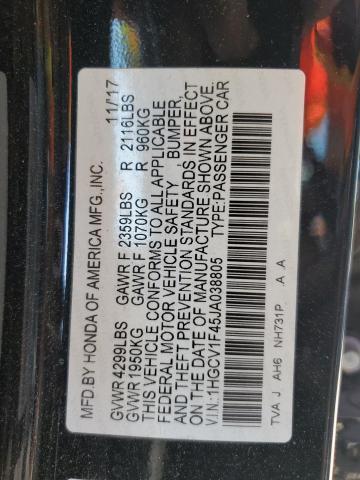 MFD.BY HONDA OF AMERICA MFG.,INC. 11/17
GVWR 4299LBS GAWR F 2359LBS R 2116LBS
GVWR 1950KG GAWR F 1070KG R 960KG
THIS VEHICLE CONFORMS TO ALL APPLICABLE
FEDERAL MOTOR VEHICLE SAFETY , BUMPER,
AND THEFT PREVENTION STANDARDS IN EFFECT
ON THE DATE OF MANUFACTURE SHOWN ABOVE.
V.I.N.:1HGCV1F45JA038805 TYPE:PASSENGER CAR
TVA J AH6 NH731P A A